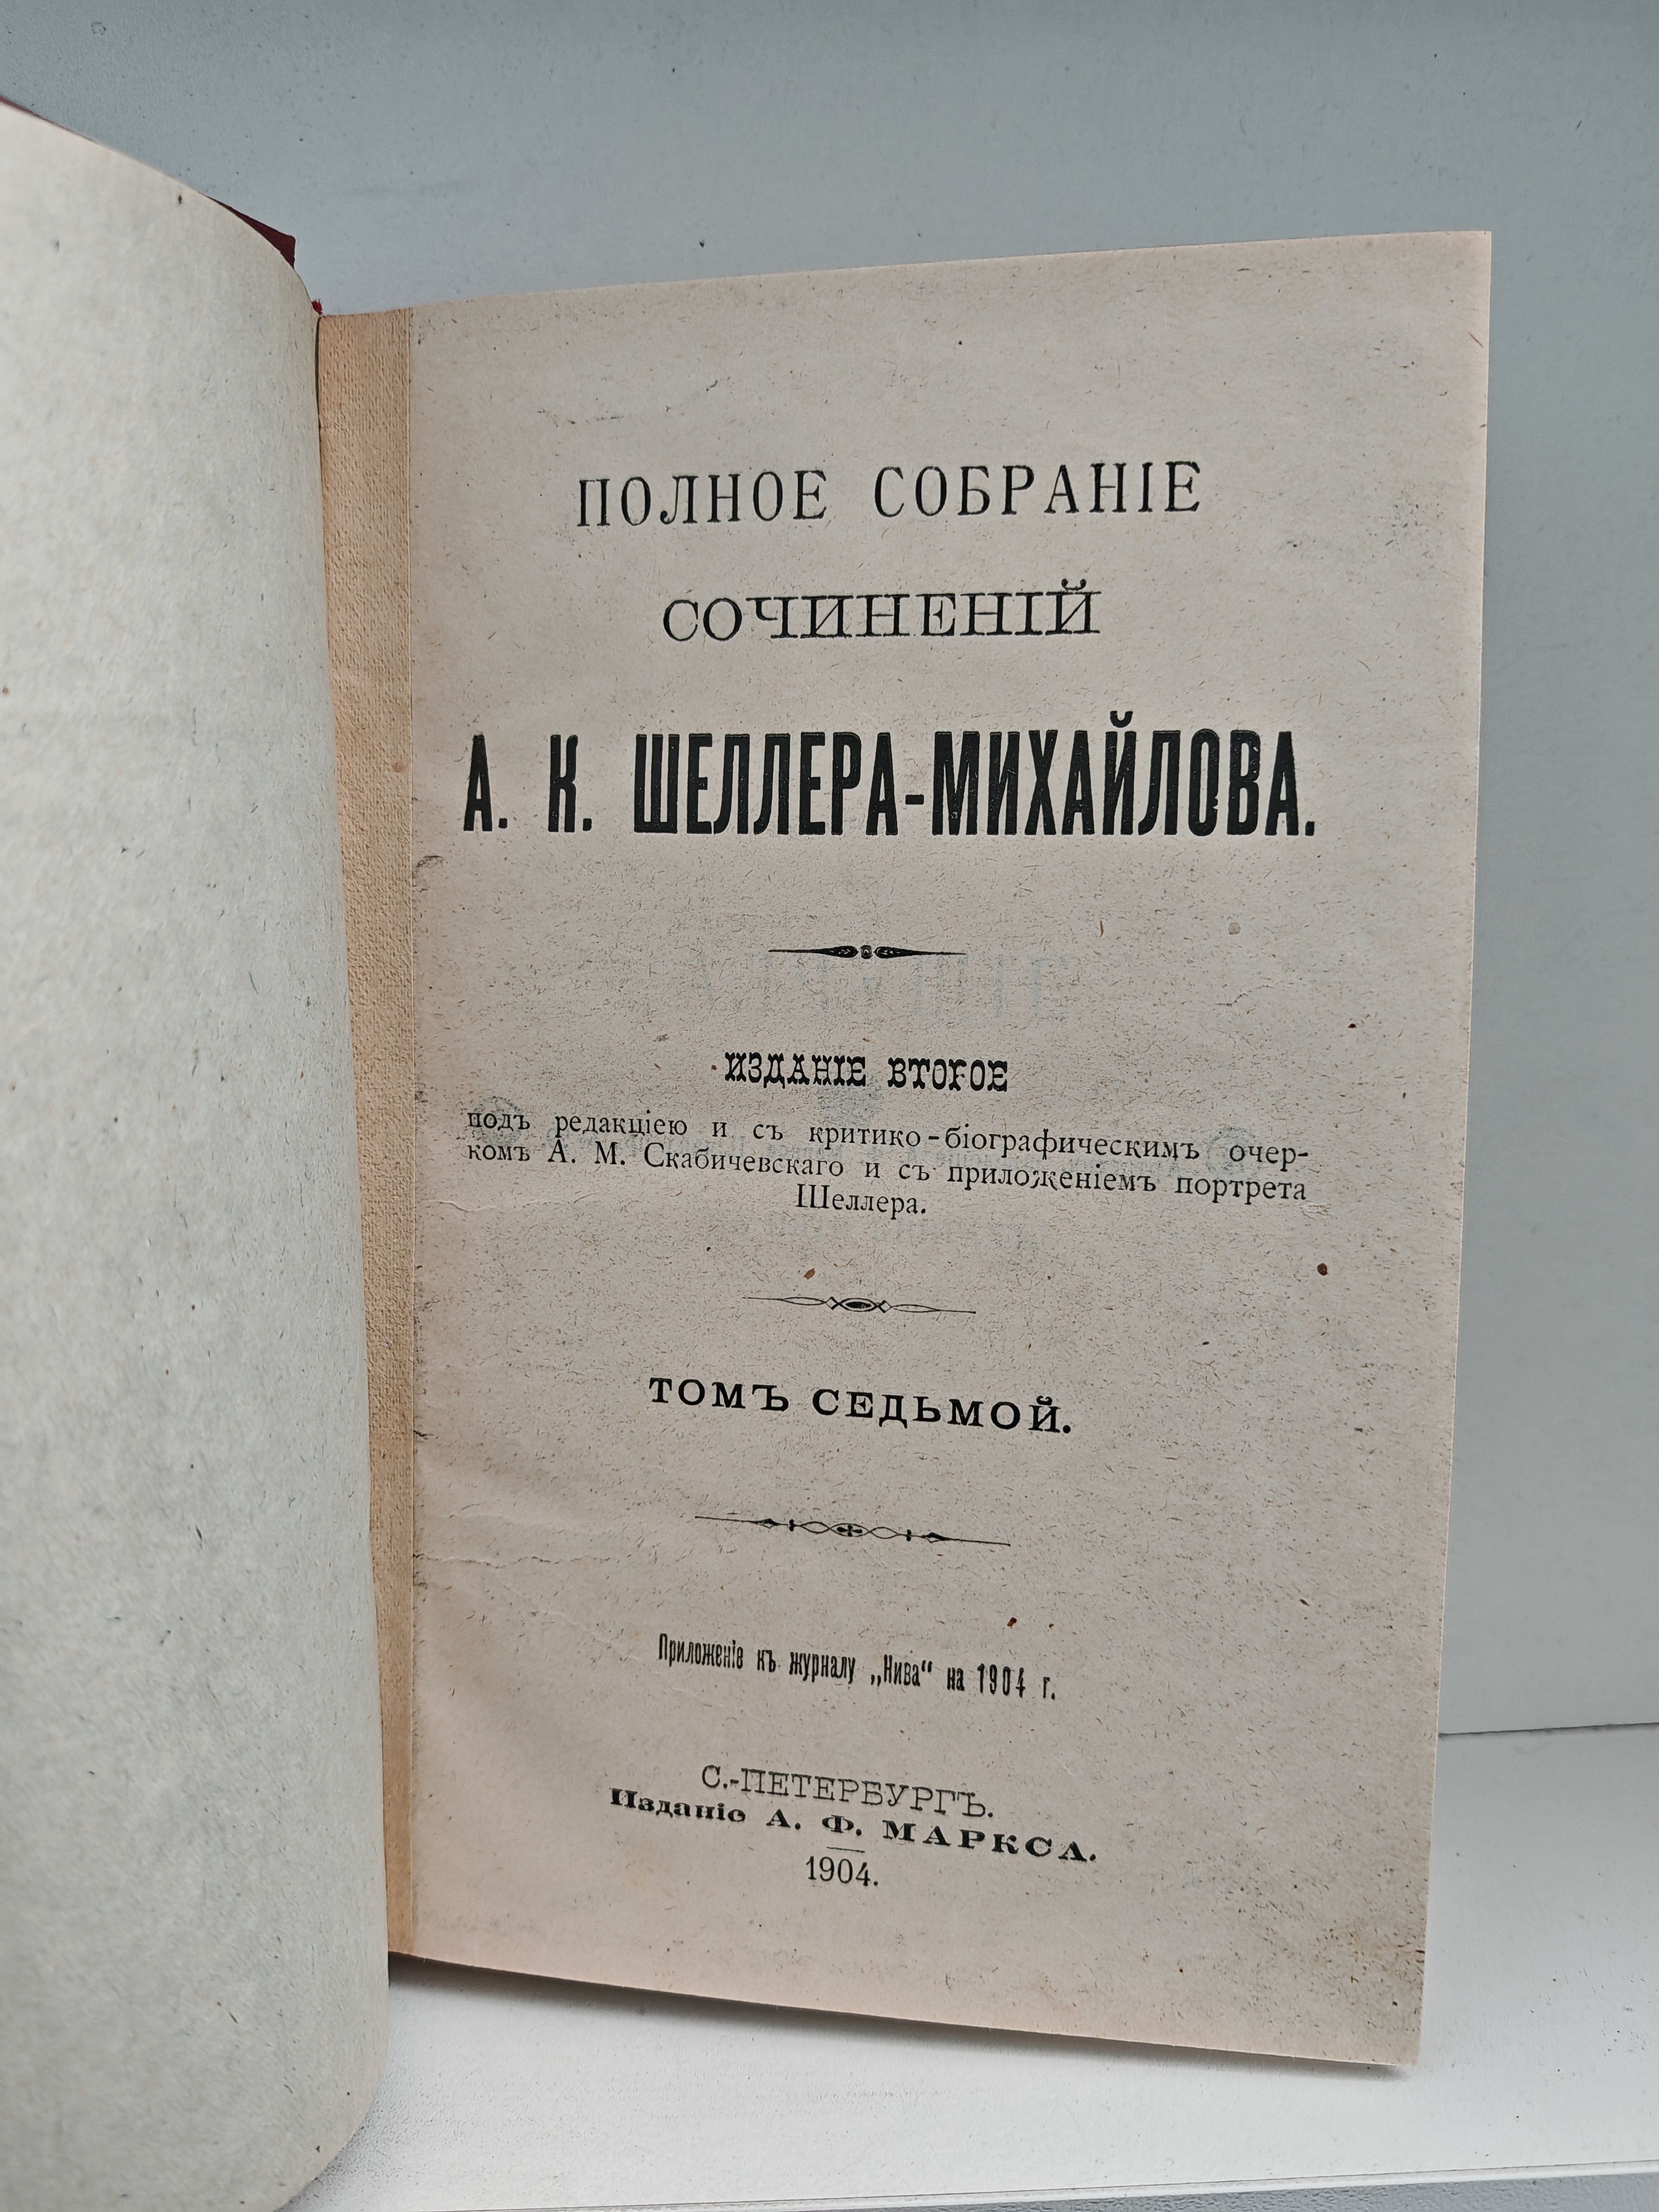 ПОЛНОЕ СОБРАНІЕ
СОЧИНЕНІЙ
А. К. ШЕЛЛЕРА-МИХАЙЛОВА.
ИЗДАНІЕ ВТОРОЕ
подъ редакціею и съ критико-біографическимъ очер-
комъ А. М. Скабичевскаго и съ приложеніемъ портрета
Шеллера.
ТОМЪ СЕДЬМОЙ.
Приложеніе къ журналу „Нива“ на 1904 г.
С.-ПЕТЕРБУРГЪ.
Изданіе А. Ф. МАРКСА.
1904.